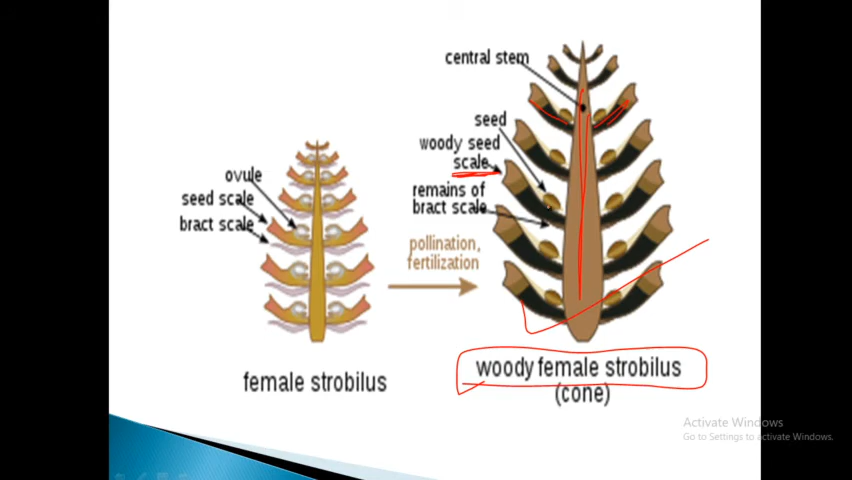 ovule
seed scale
bract scale
female strobilus
central stem
seed
woody seed
scale
remains of
bract scale
pollination,
fertilization
woody female strobilus
(cone)
Activate Windows
Go to Settings to activate Windows.